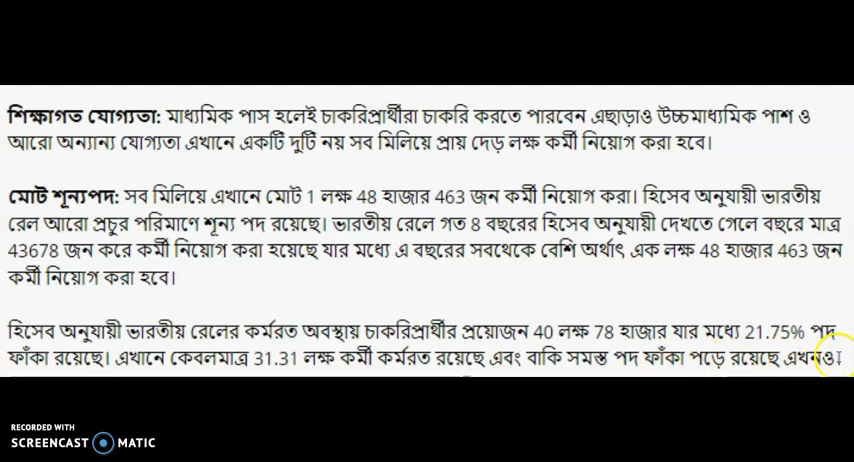 শিক্ষাগত যোগ্যতা: মাধ্যমিক পাস হলেই চাকরিপ্রার্থীরা চাকরি করতে পারবেন এছাড়াও উচ্চমাধ্যমিক পাশ ও
আরো অন্যান্য যোগ্যতা এখানে একটি দুটি নয় সব মিলিয়ে প্রায় দেড় লক্ষ কর্মী নিয়োগ করা হবে।
মোট শূন্যপদ: সব মিলিয়ে এখানে মোট 1 লক্ষ 48 হাজার 463 জন কর্মী নিয়োগ করা। হিসেব অনুযায়ী ভারতীয়
রেল আরো প্রচুর পরিমাণে শূন্য পদ রয়েছে। ভারতীয় রেলে গত 8 বছরের হিসেব অনুযায়ী দেখতে গেলে বছরে মাত্র
43678 জন করে কর্মী নিয়োগ করা হয়েছে যার মধ্যে এ বছরের সবথেকে বেশি অর্থাৎ এক লক্ষ 48 হাজার 463 জন
কর্মী নিয়োগ করা হবে।
হিসেব অনুযায়ী ভারতীয় রেলের কর্মরত অবস্থায় চাকরিপ্রার্থীর প্রয়োজন 40 লক্ষ 78 হাজার যার মধ্যে 21.75% পদ
ফাঁকা রয়েছে। এখানে কেবলমাত্র 31.31 লক্ষ কর্মী কর্মরত রয়েছে এবং বাকি সমস্ত পদ ফাঁকা পড়ে রয়েছে এখনও।
RECORDED WITH
SCREENCAST MATIC